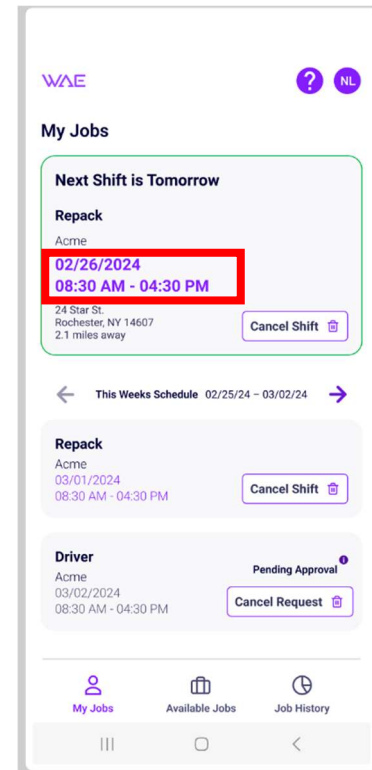 WAE
?
NL
My Jobs
Next Shift is Tomorrow
Repack
Acme
02/26/2024
08:30 AM - 04:30 PM
24 Star St.
Rochester, NY 14607
2.1 miles away
Cancel Shift
This Weeks Schedule 02/25/24 – 03/02/24
Repack
Acme
03/01/2024
08:30 AM - 04:30 PM
Cancel Shift
Driver
Acme
03/02/2024
08:30 AM - 04:30 PM
Pending Approval
Cancel Request
My Jobs
Available Jobs
Job History